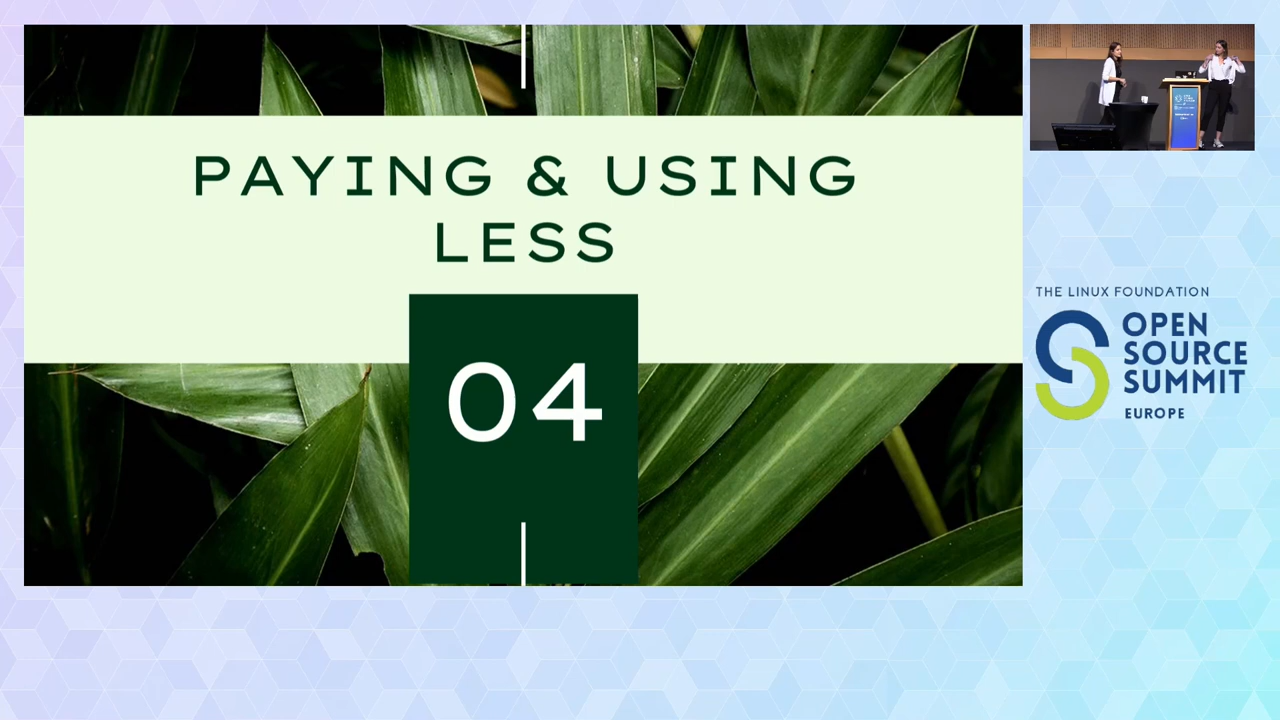 PAYING & USING
LESS
04
THE LINUX FOUNDATION
OPEN
SOURCE
SUMMIT
EUROPE